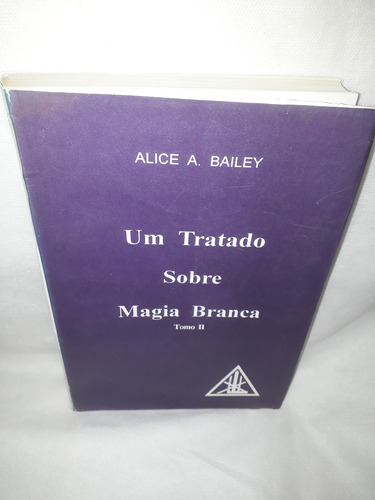 ALICE A. BAILEY
Um Tratado
Sobre
Magia Branca
Tomo II